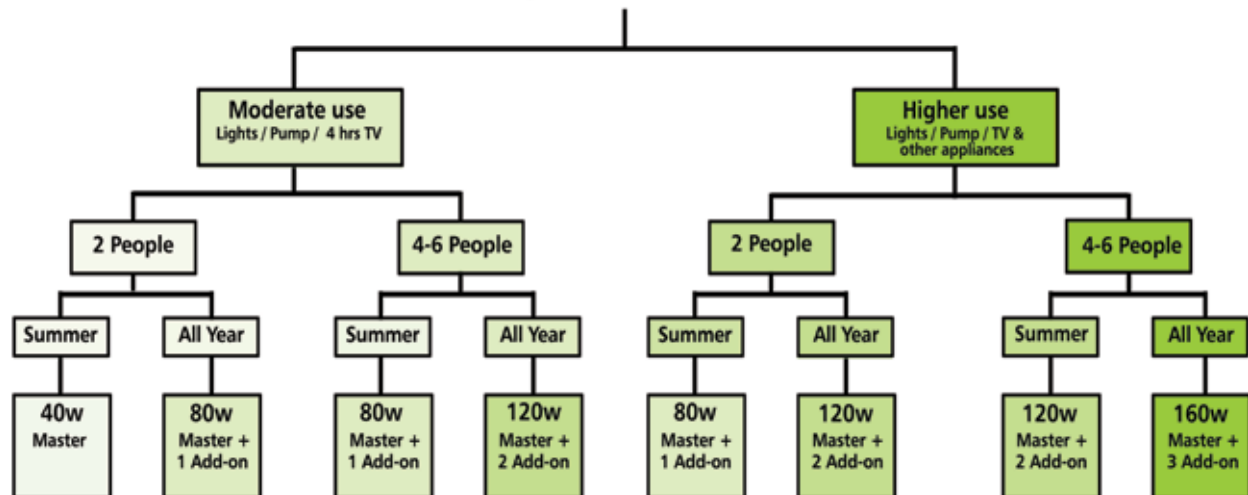 Moderate use
Lights / Pump / 4 hrs TV
Higher use
Lights / Pump / TV &
other appliances
2 People
4-6 People
2 People
4-6 People
Summer
All Year
Summer
All Year
Summer
All Year
Summer
All Year
40w
Master
80w
Master +
1 Add-on
80w
Master +
1 Add-on
120w
Master +
2 Add-on
80w
Master +
1 Add-on
120w
Master +
2 Add-on
120w
Master +
2 Add-on
160w
Master +
3 Add-on